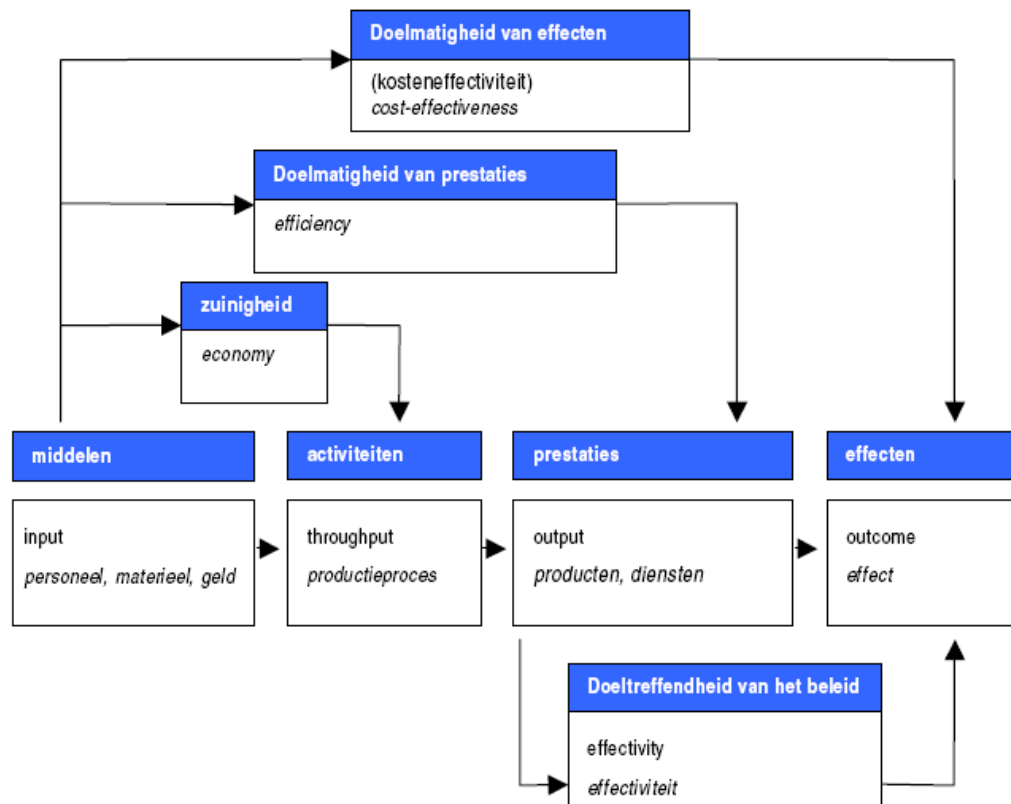 Doelmatigheid van effecten
(kosteneffectiviteit)
cost-effectiveness
Doelmatigheid van prestaties
efficiency
zuinigheid
economy
middelen
input
personeel, materieel, geld
activiteiten
throughput
productieproces
prestaties
output
producten, diensten
effecten
outcome
effect
Doeltreffendheid van het beleid
effectivity
effectiviteit